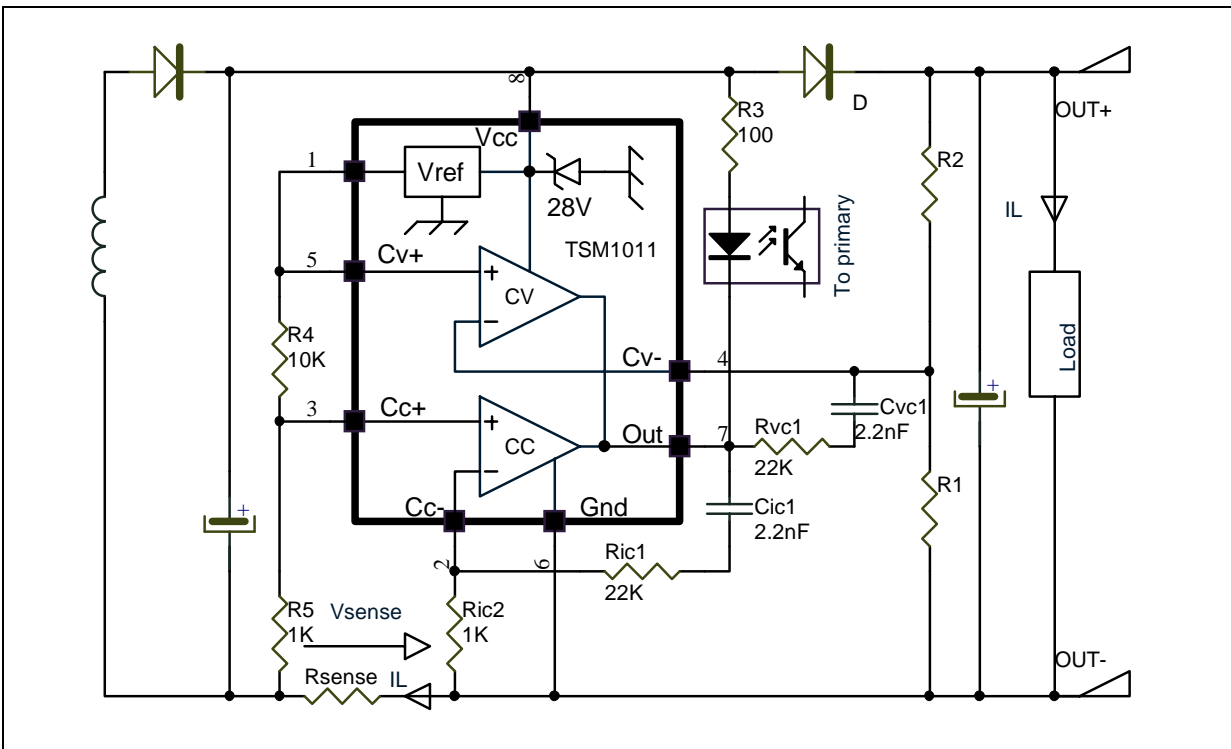 8
D
R3
100
OUT+
1
Vcc
Vref
28V
R2
IL
TSM1011
To primary
5
Cv+
+
CV
−
R4
10K
Cv-
4
Load
3
Cc+
+
CC
−
Out
7
Rvc1
22K
Cvc1
2.2nF
+
R1
Cc-
Gnd
Cic1
2.2nF
+
2
6
Ric1
22K
R5
1K
Vsense
Ric2
1K
Rsense
IL
OUT-